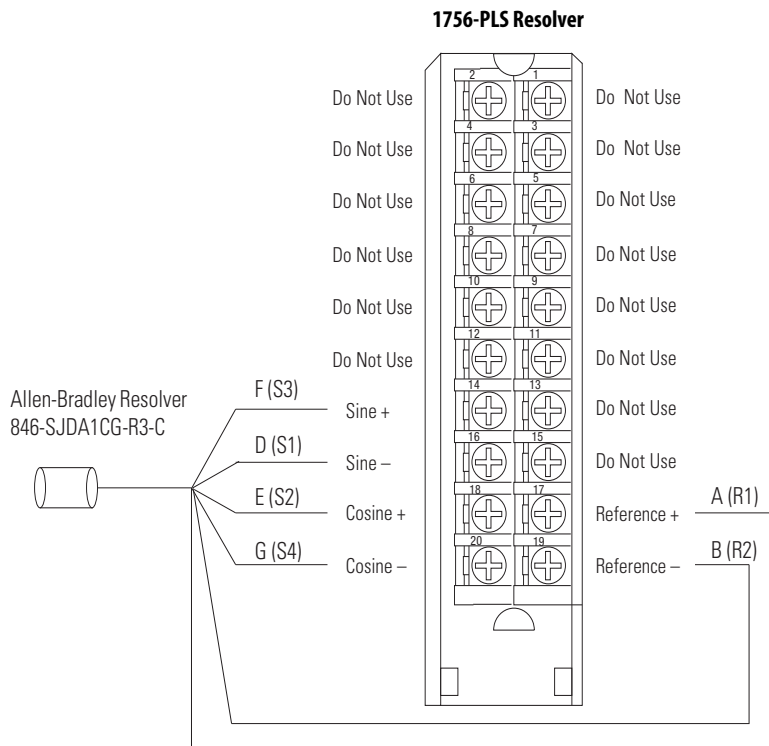 1756-PLS Resolver
2 1
Do Not Use Do Not Use
4 3
Do Not Use Do Not Use
6 5
Do Not Use Do Not Use
8 7
Do Not Use Do Not Use
10 9
Do Not Use Do Not Use
12 11
Do Not Use Do Not Use
Allen-Bradley Resolver
846-SJDA1CG-R3-C
14 13
F (S3) Sine + Do Not Use
16 15
D (S1) Sine – Do Not Use
18 17
E (S2) Cosine + Reference + A (R1)
20 19
G (S4) Cosine – Reference – B (R2)